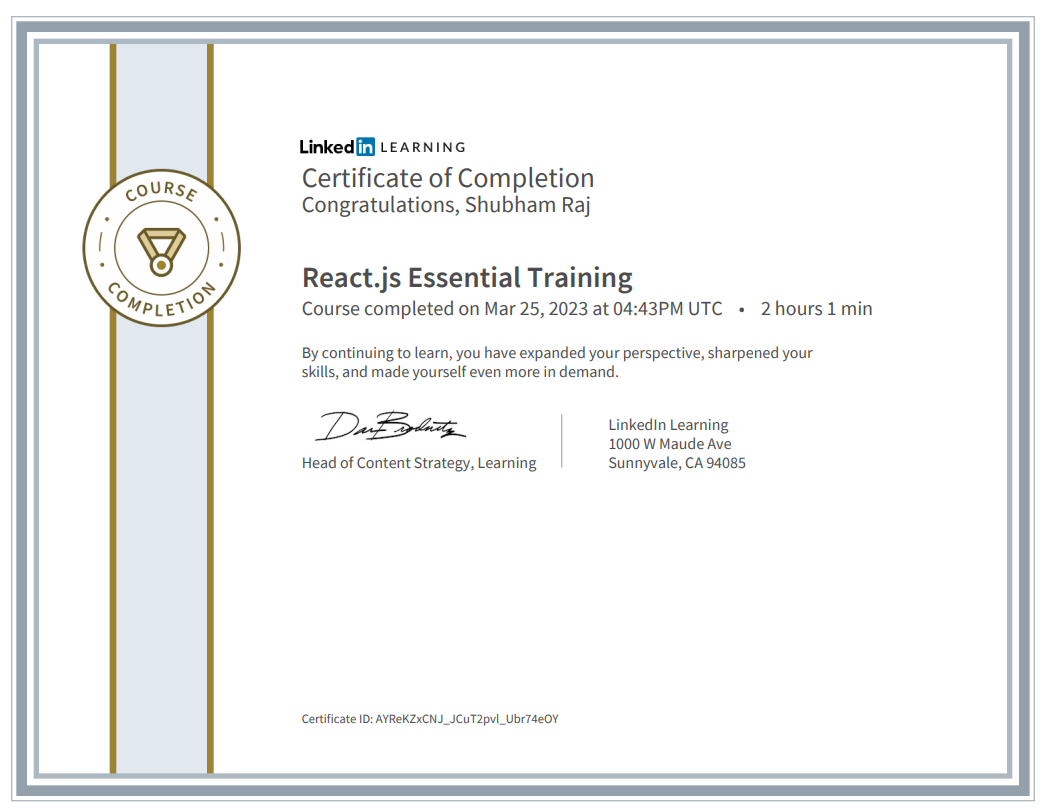 COURSE
COMPLETION
Linked in LEARNING
Certificate of Completion
Congratulations, Shubham Raj
React.js Essential Training
Course completed on Mar 25, 2023 at 04:43PM UTC • 2 hours 1 min
By continuing to learn, you have expanded your perspective, sharpened your
skills, and made yourself even more in demand.
Head of Content Strategy, Learning
LinkedIn Learning
1000 W Maude Ave
Sunnyvale, CA 94085
Certificate ID: AYReKZxCNJ_JCuT2pvl_Ubr74eOY